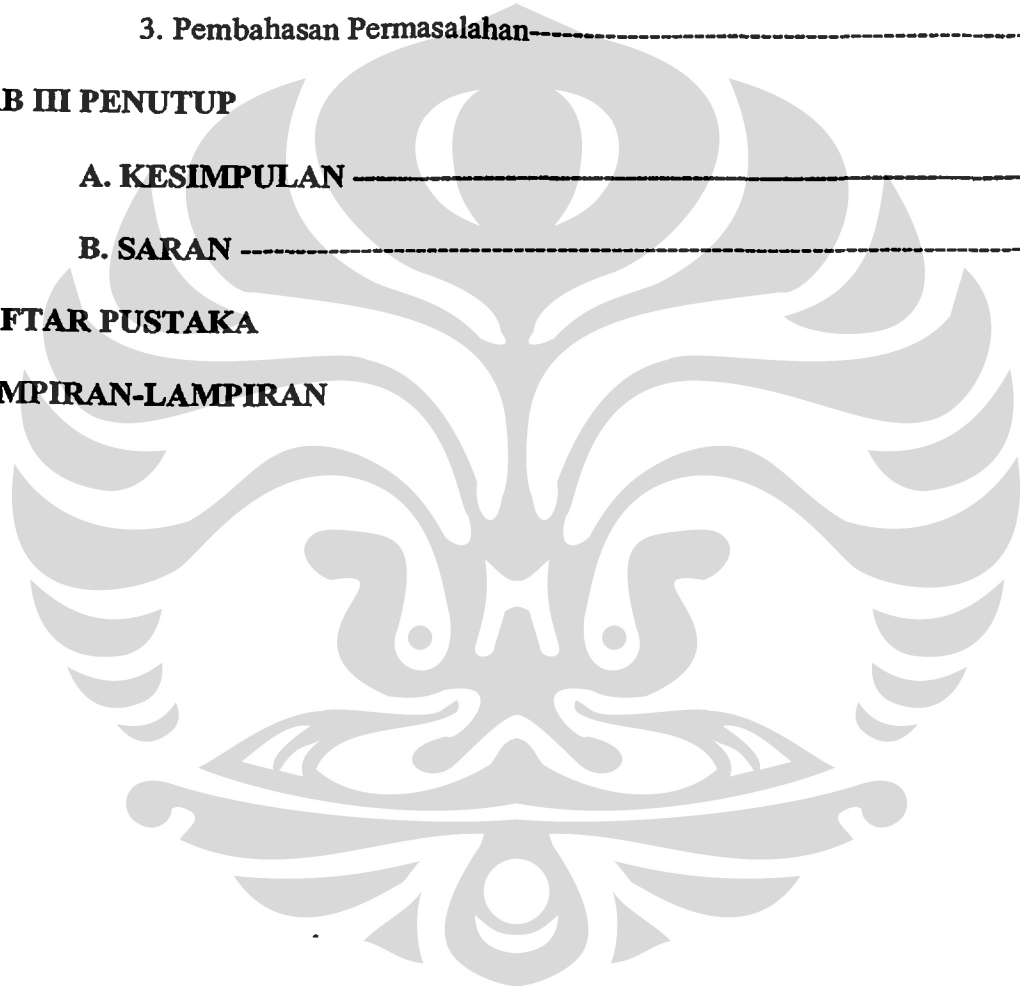 3. Pembahasan Permasalahan-----------------------------------------
B III PENUTUP
A. KESIMPULAN -----------------------------------------
B. SARAN -----------------------------------------
FTAR PUSTAKA
MPIRAN-LAMPIRAN